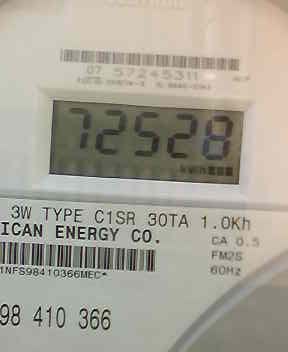 07 57245311
72528
kwh
3W TYPE C1SR 30TA 1.0Kh
ICAN ENERGY CO.
CA 0.5
FM2S
60Hz
1NFS98410366MEC*
98 410 366